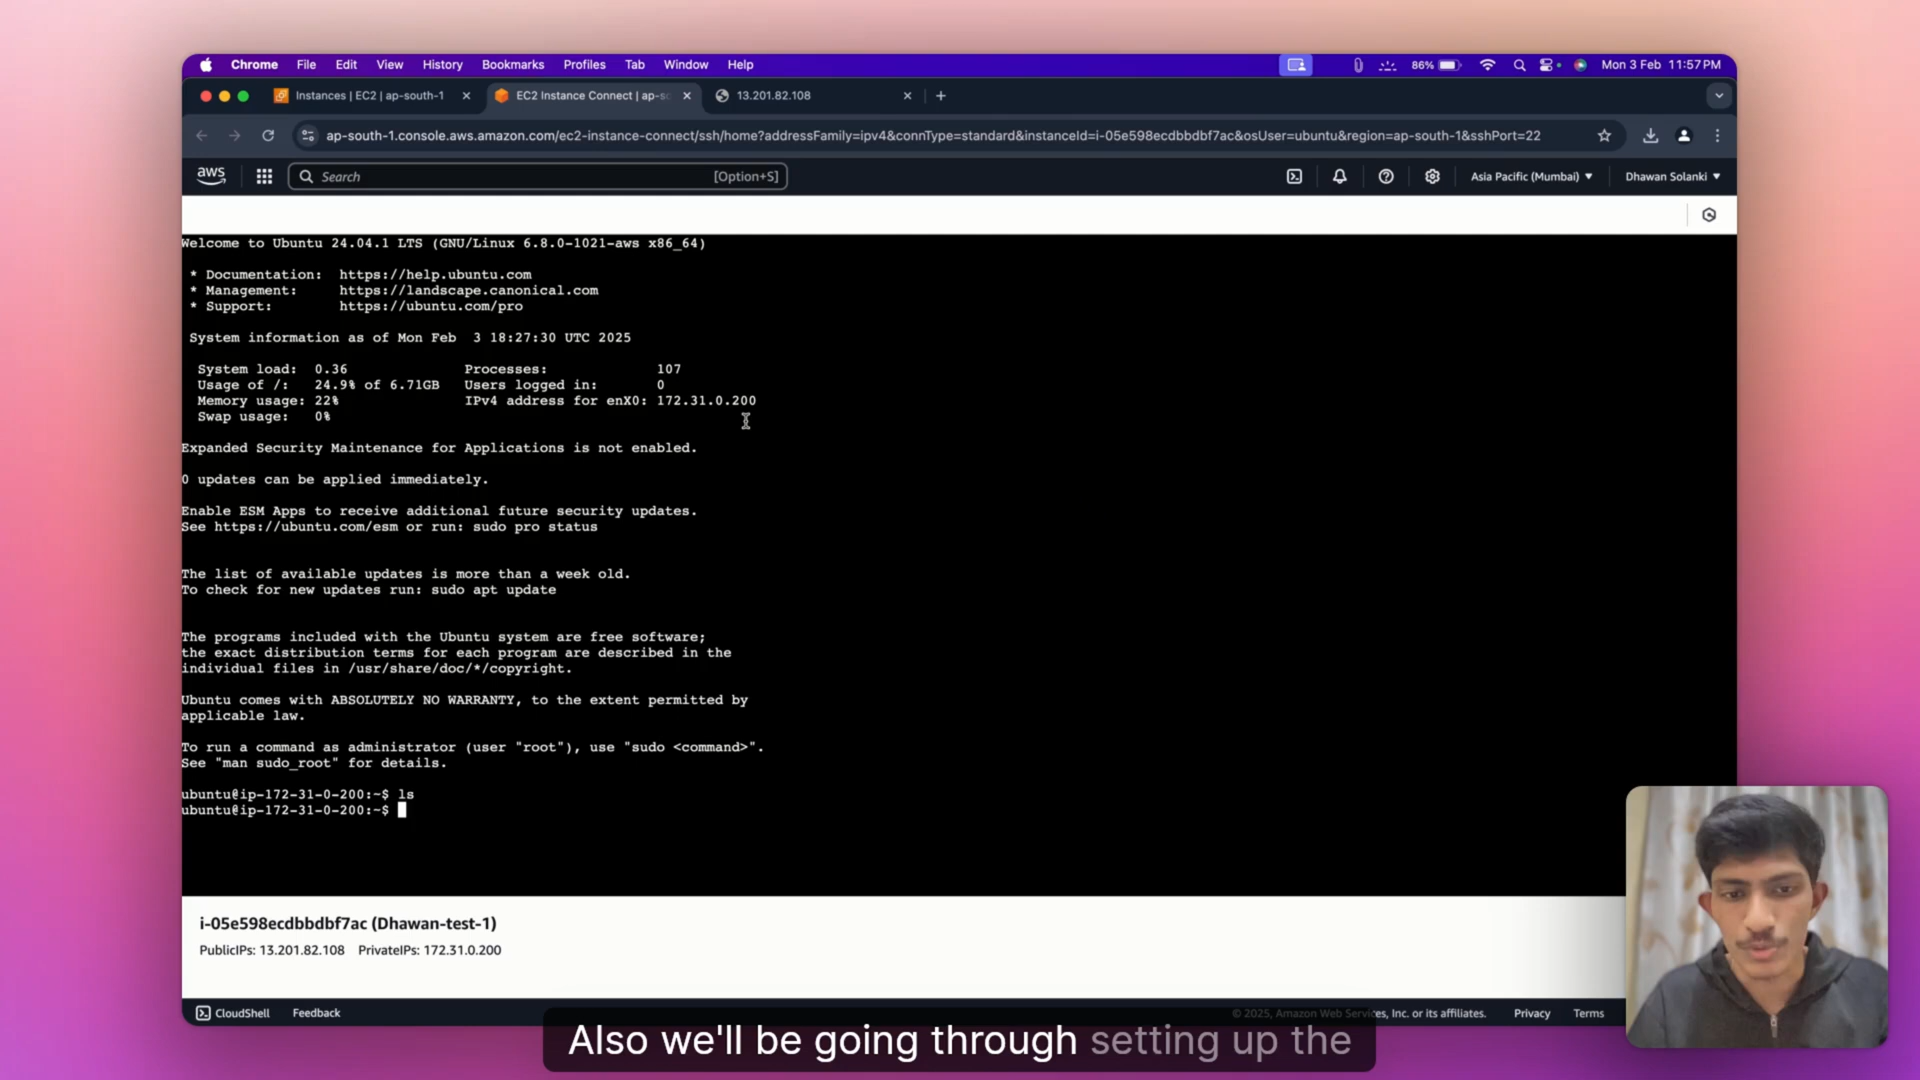 Chrome File Edit View History Bookmarks Profiles Tab Window Help 86% Mon 3 Feb 11:57 PM
Instances | EC2 | ap-south-1 EC2 Instance Connect | ap-so 13.201.82.108
ap-south-1.console.aws.amazon.com/ec2-instance-connect/ssh/home?addressFamily=ipv4&connType=standard&instanceId=i-05e598ecdbbdbf7ac&osUser=ubuntu&region=ap-south-1&sshPort=22
aws Search [Option+S] Asia Pacific (Mumbai) Dhawan Solanki
Welcome to Ubuntu 24.04.1 LTS (GNU/Linux 6.8.0-1021-aws x86_64)
* Documentation: https://help.ubuntu.com
* Management: https://landscape.canonical.com
* Support: https://ubuntu.com/pro
System information as of Mon Feb 3 18:27:30 UTC 2025
System load: 0.36 Processes: 107
Usage of /: 24.9% of 6.71GB Users logged in: 0
Memory usage: 22% IPv4 address for enX0: 172.31.0.200
Swap usage: 0%
Expanded Security Maintenance for Applications is not enabled.
0 updates can be applied immediately.
Enable ESM Apps to receive additional future security updates.
See https://ubuntu.com/esm or run: sudo pro status
The list of available updates is more than a week old.
To check for new updates run: sudo apt update
The programs included with the Ubuntu system are free software;
the exact distribution terms for each program are described in the
individual files in /usr/share/doc/*/copyright.
Ubuntu comes with ABSOLUTELY NO WARRANTY, to the extent permitted by
applicable law.
To run a command as administrator (user "root"), use "sudo <command>".
See "man sudo_root" for details.
ubuntu@ip-172-31-0-200:~$ ls
ubuntu@ip-172-31-0-200:~$
i-05e598ecdbbdbf7ac (Dhawan-test-1)
PublicIPs: 13.201.82.108 PrivateIPs: 172.31.0.200
CloudShell Feedback © 2025, Amazon Web Services, Inc. or its affiliates. Privacy Terms
Also we'll be going through setting up the